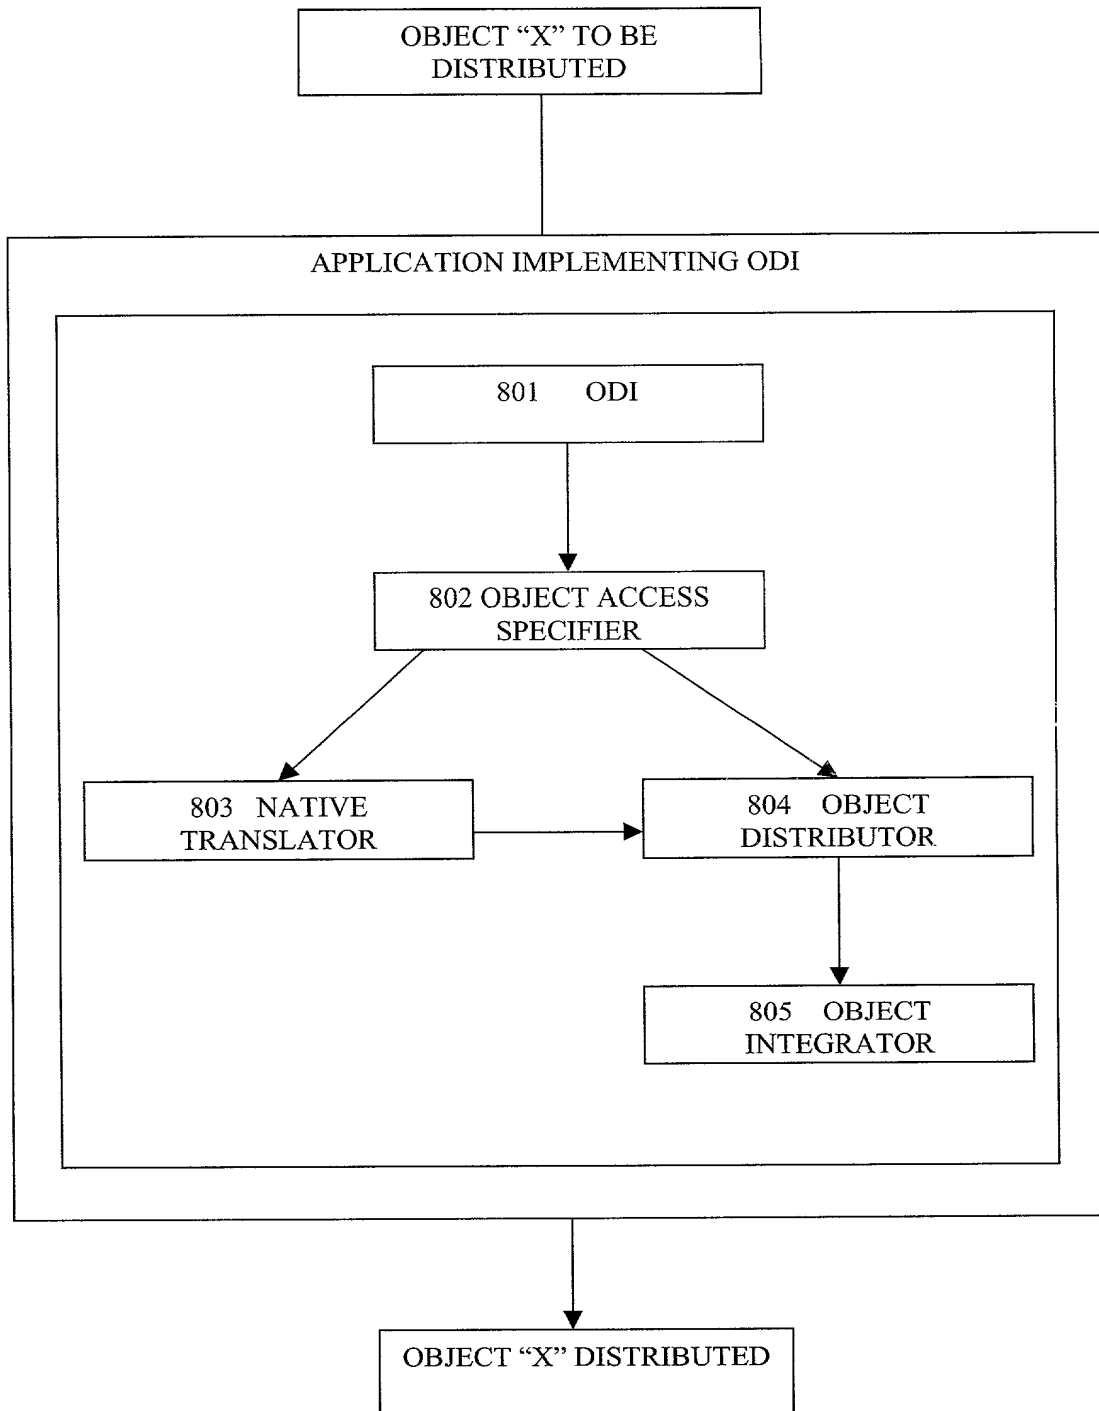 OBJECT “X” TO BE
DISTRIBUTED
APPLICATION IMPLEMENTING ODI
801 ODI
802 OBJECT ACCESS
SPECIFIER
803 NATIVE
TRANSLATOR
804 OBJECT
DISTRIBUTOR
805 OBJECT
INTEGRATOR
OBJECT “X” DISTRIBUTED